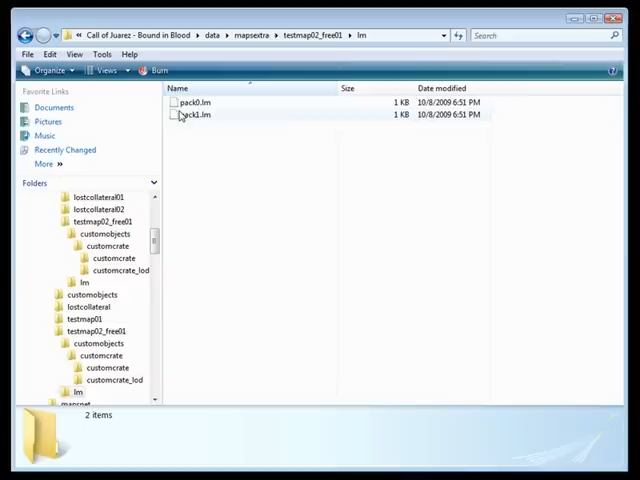 « Call of Juarez - Bound in Blood ▸ data ▸ mapsextra ▸ testmap02_free01 ▸ lm
Search
File Edit View Tools Help
Organize Views Burn
Favorite Links
Documents
Pictures
Music
Recently Changed
More »
Folders
lostcollateral01
lostcollateral02
testmap02_free01
customobjects
customcrate
customcrate
customcrate_lod
lm
customobjects
lostcollateral
testmap01
testmap02_free01
customobjects
customcrate
customcrate
customcrate_lod
lm
mapsnet
Name Size Date modified
pack0.lm 1 KB 10/8/2009 6:51 PM
pack1.lm 1 KB 10/8/2009 6:51 PM
2 items